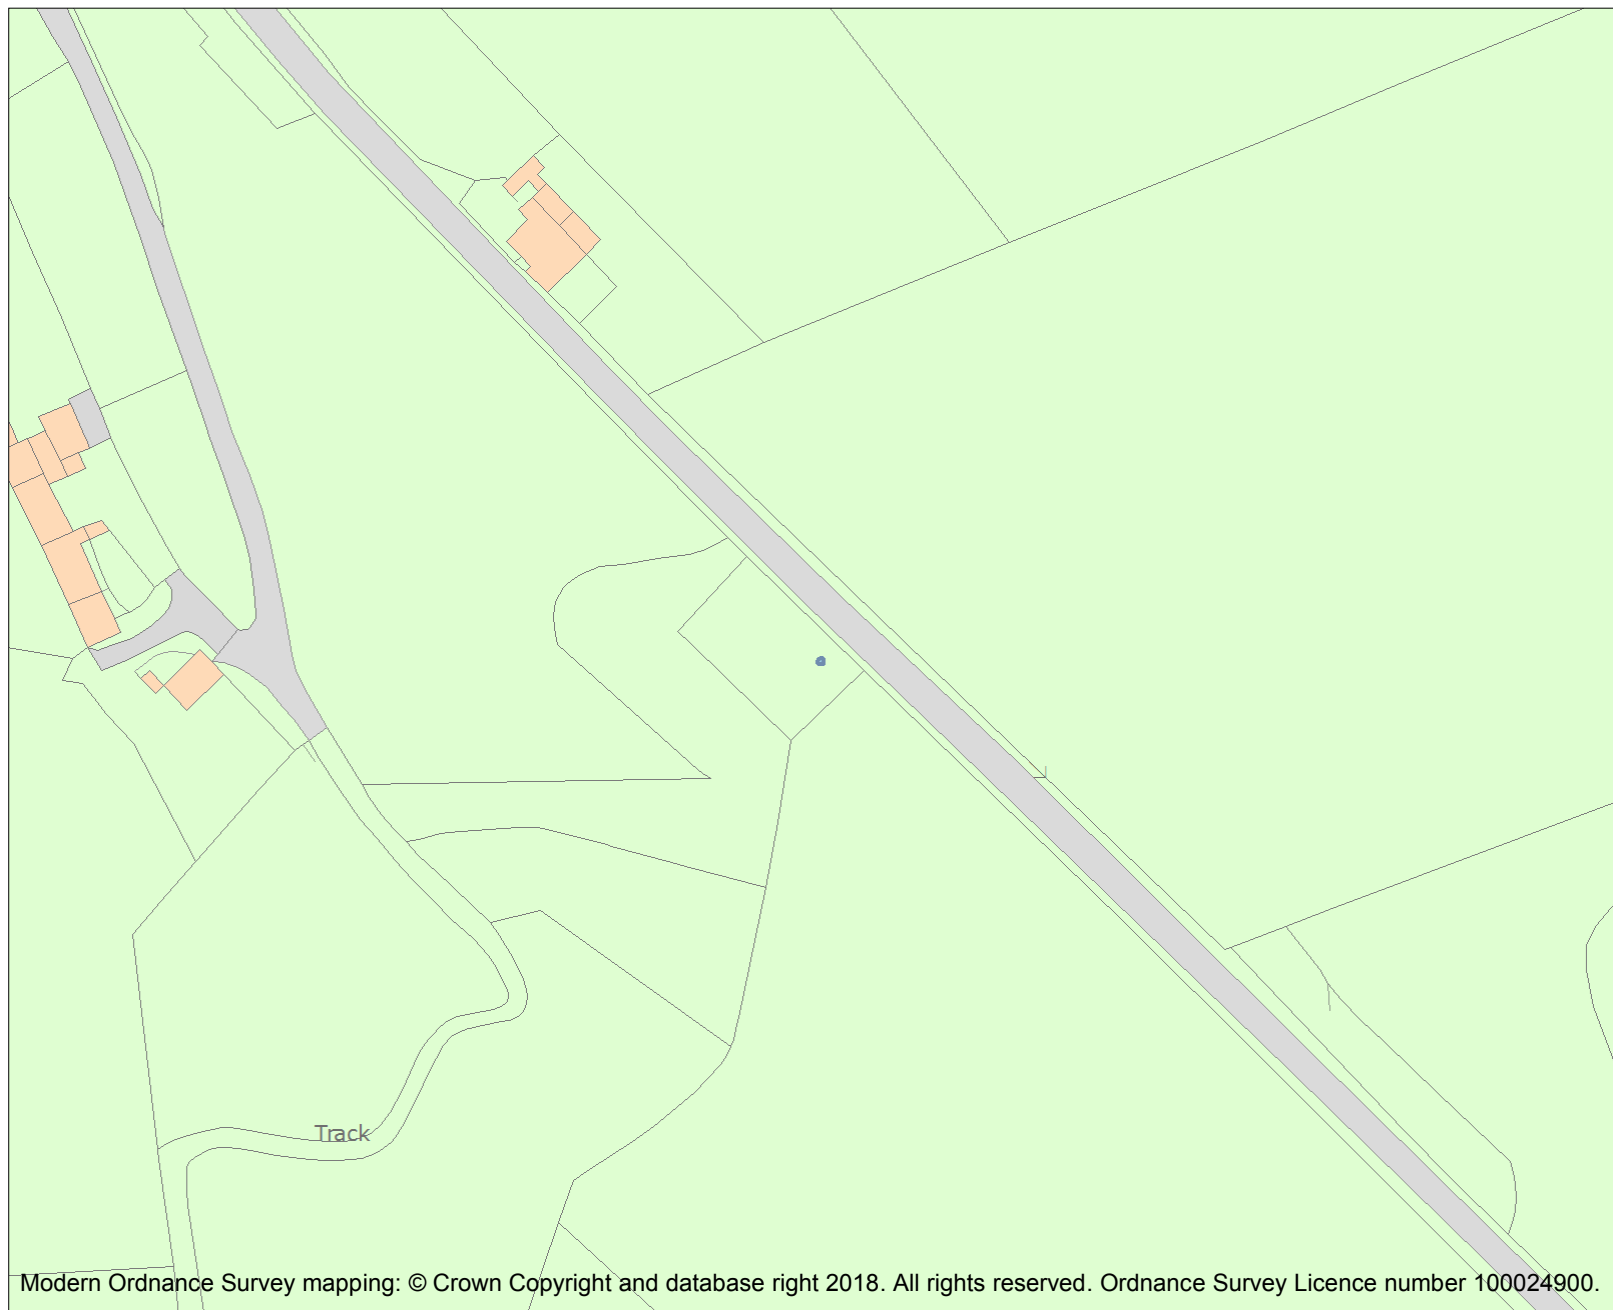 Track
Modern Ordnance Survey mapping: © Crown Copyright and database right 2018. All rights reserved. Ordnance Survey Licence number 100024900.